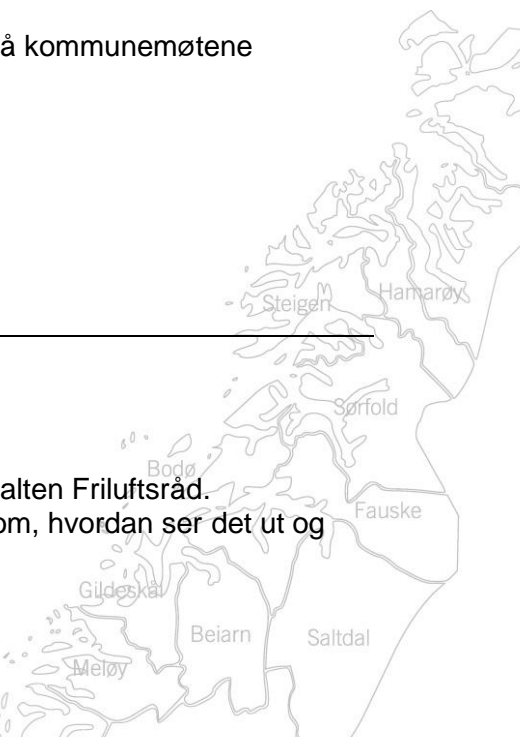 å kommunemøtene
Steigen
Hamarøy
Sørfold
Bodø
alten Friluftsråd.
Fauske
om, hvordan ser det ut og
Gildeskål
Beiarn
Saltdal
Meløy